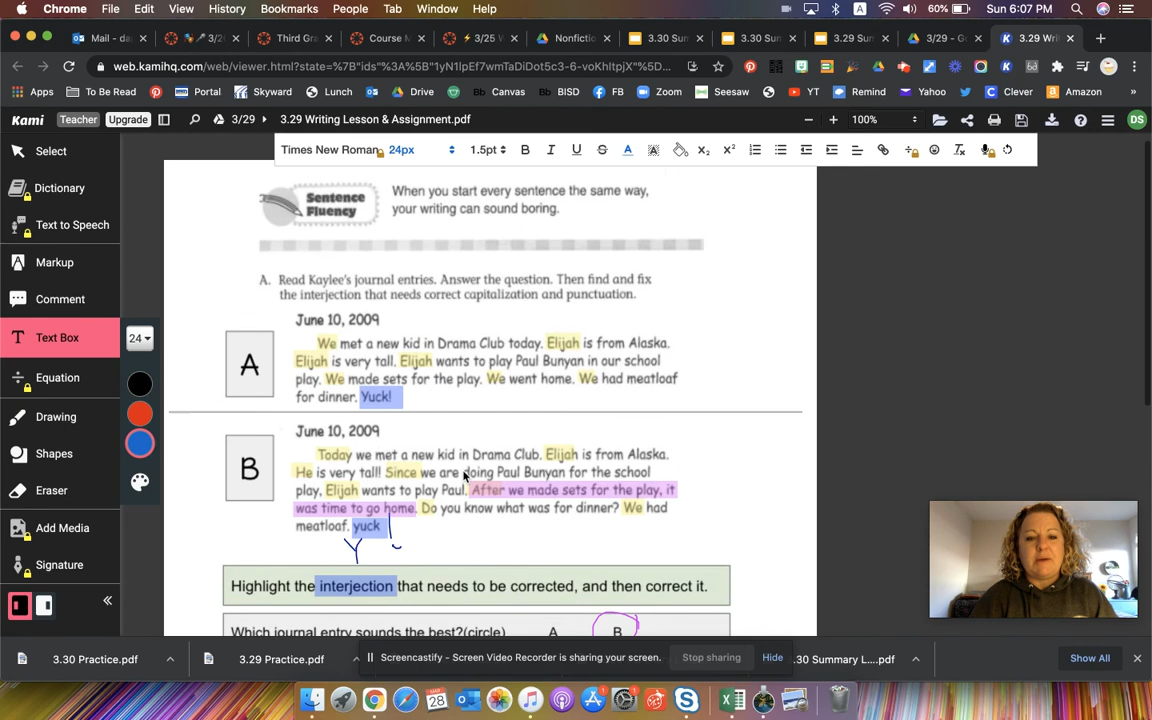 Chrome File Edit View History Bookmarks People Tab Window Help
60% Sun 6:07 PM
Mail - da
3/2
Third Gra
Course M
3/25 W
Nonfictio
3.30 Sum
3.30 Sum
3.29 Sum
3/29 - Go
3.29 Writ
web.kamihq.com/web/viewer.html?state=%7B"ids"%3A%5B"1yN1lpEf7wmTaDiDot5c3-6-voKhItpjX"%5D...
Apps To Be Read Portal Skyward Lunch Drive Canvas BISD FB Zoom Seesaw YT Remind Yahoo Clever Amazon
Kami Teacher Upgrade 3/29 3.29 Writing Lesson & Assignment.pdf 100% DS
Times New Roman 24px 1.5pt B I U S A A X₂ X²
Select
Dictionary
Text to Speech
Markup
Comment
Text Box
24
Equation
Drawing
Shapes
Eraser
Add Media
Signature
Sentence
Fluency
When you start every sentence the same way,
your writing can sound boring.
A. Read Kaylee's journal entries. Answer the question. Then find and fix
the interjection that needs correct capitalization and punctuation.
June 10, 2009
A
We met a new kid in Drama Club today. Elijah is from Alaska.
Elijah is very tall. Elijah wants to play Paul Bunyan in our school
play. We made sets for the play. We went home. We had meatloaf
for dinner. Yuck!
June 10, 2009
B
Today we met a new kid in Drama Club. Elijah is from Alaska.
He is very tall! Since we are doing Paul Bunyan for the school
play, Elijah wants to play Paul. After we made sets for the play, it
was time to go home. Do you know what was for dinner? We had
meatloaf. yuck !
Y
Highlight the interjection that needs to be corrected, and then correct it.
Which journal entry sounds the best?(circle) A B
3.30 Practice.pdf
3.29 Practice.pdf
Screencastify - Screen Video Recorder is sharing your screen. Stop sharing Hide
.30 Summary L....pdf
Show All